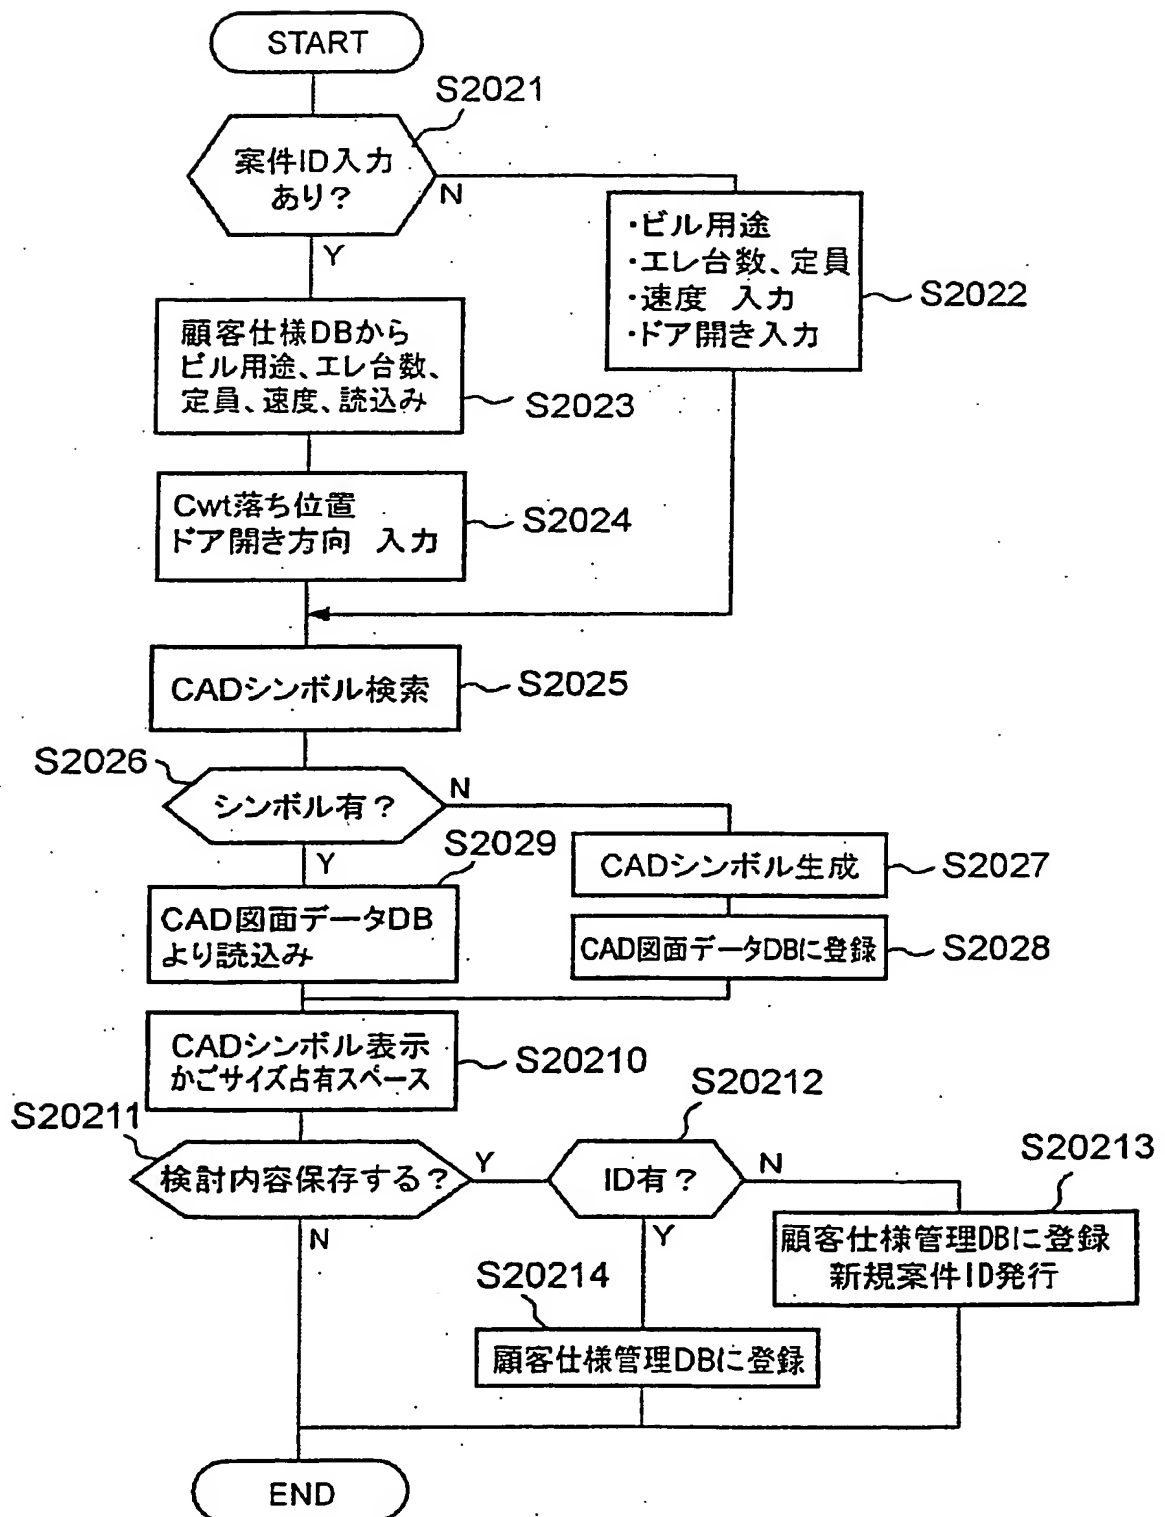 START
S2021
案件ID入力
あり?
N
Y
・ビル用途
・エレ台数、定員
・速度 入力
・ドア開き入力
S2022
顧客仕様DBから
ビル用途、エレ台数、
定員、速度、読込み
S2023
Cwt落ち位置
ドア開き方向 入力
S2024
CADシンボル検索
S2025
S2026
シンボル有?
N
Y
S2029
CADシンボル生成
S2027
CAD図面データDB
より読込み
CAD図面データDBに登録
S2028
CADシンボル表示
かごサイズ占有スペース
S20210
S20211
検討内容保存する?
Y
N
S20212
ID有?
N
Y
S20213
顧客仕様管理DBに登録
新規案件ID発行
S20214
顧客仕様管理DBに登録
END